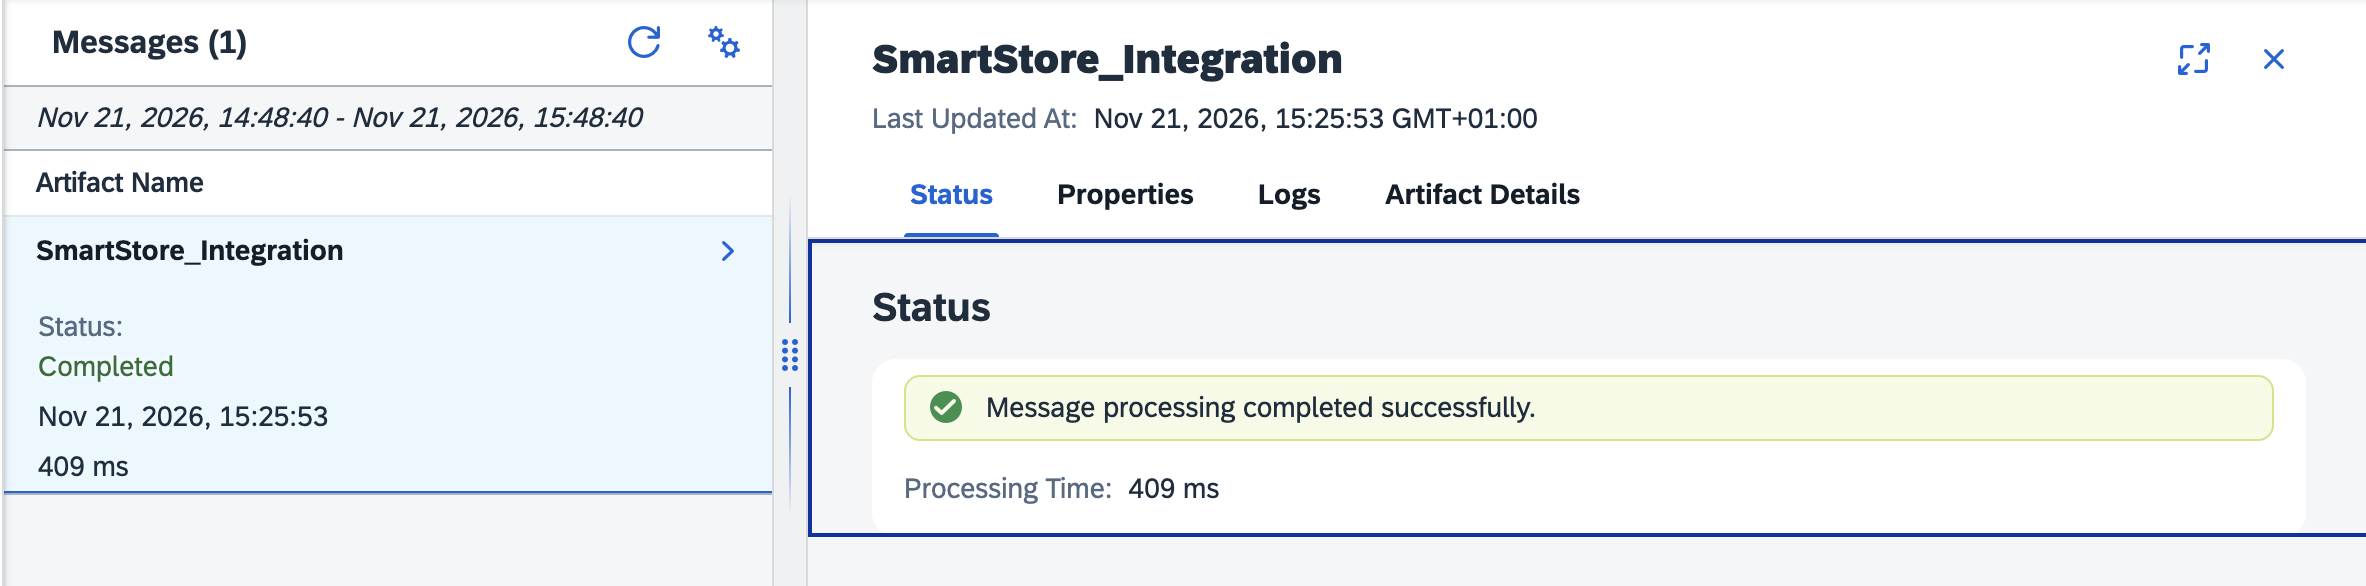 Messages (1)
Nov 21, 2026, 14:48:40 - Nov 21, 2026, 15:48:40
Artifact Name
SmartStore_Integration
Status:
Completed
Nov 21, 2026, 15:25:53
409 ms
SmartStore_Integration
Last Updated At: Nov 21, 2026, 15:25:53 GMT+01:00
Status Properties Logs Artifact Details
Status
Message processing completed successfully.
Processing Time: 409 ms